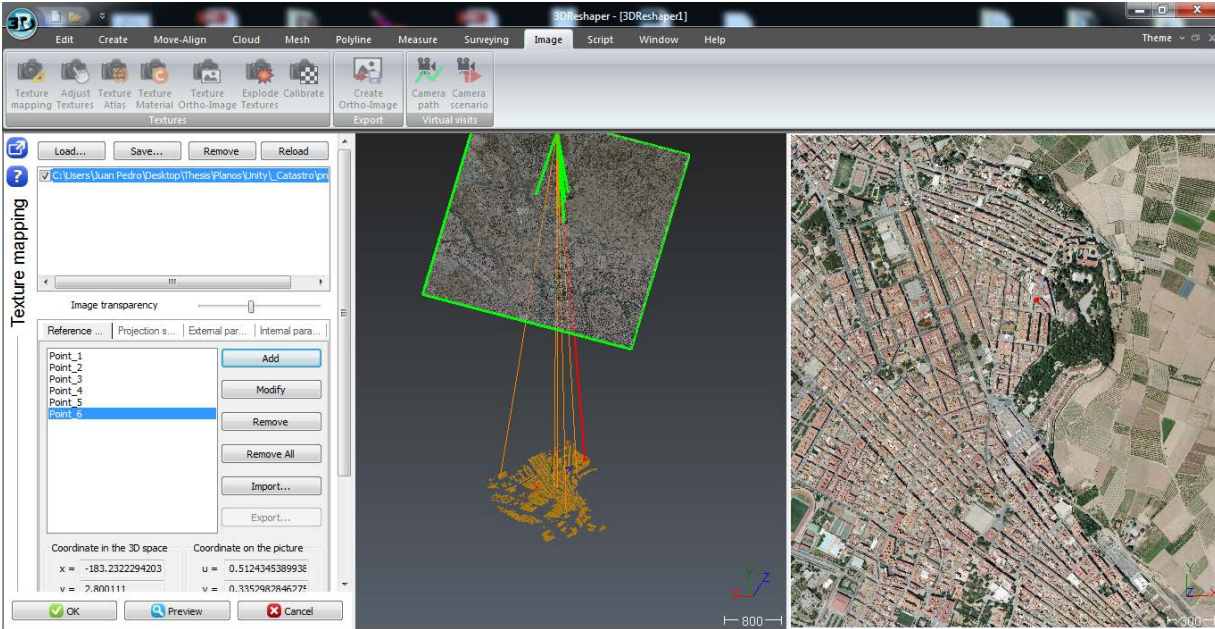 3DReshaper - [3DReshaper1]
3DR
Edit Create Move-Align Cloud Mesh Polyline Measure Surveying Image Script Window Help Theme
Texture mapping Adjust Textures Texture Atlas Texture Material Texture Ortho-Image Explode Textures Calibrate Create Ortho-Image Camera path Camera scenario
Textures Export Virtual visits
Texture mapping
Load... Save... Remove Reload
C:\Users\Juan Pedro\Desktop\Thesis\Planos\Unity\_Catastro\pn
Image transparency
Reference ... Projection s... External par... Internal para...
Point_1
Point_2
Point_3
Point_4
Point_5
Point_6
Add
Modify
Remove
Remove All
Import...
Export...
Coordinate in the 3D space Coordinate on the picture
x = -183.2322294203 u = 0.512434538993
y = 2.800111 v = 0.335298284627
OK Preview Cancel
Y
Z
X
800
Y
Z
X
300